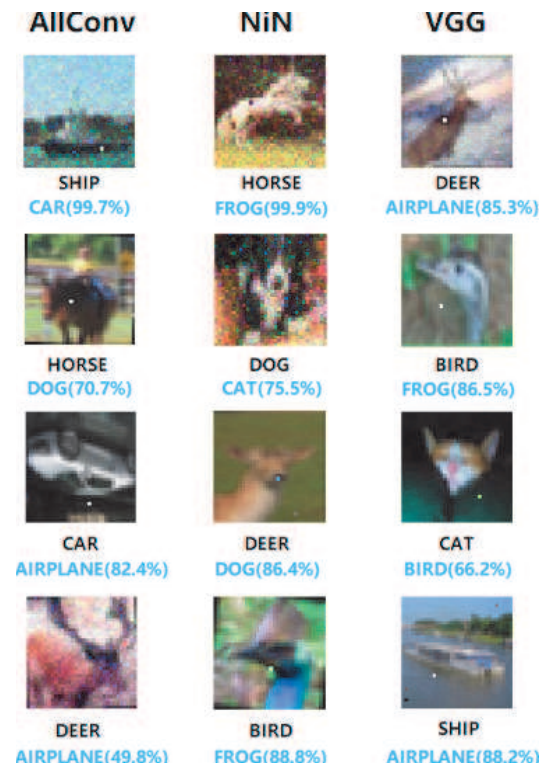 AllConv NiN VGG
SHIP HORSE DEER
CAR(99.7%) FROG(99.9%) AIRPLANE(85.3%)
HORSE DOG BIRD
DOG(70.7%) CAT(75.5%) FROG(86.5%)
CAR DEER CAT
AIRPLANE(82.4%) DOG(86.4%) BIRD(66.2%)
DEER BIRD SHIP
AIRPLANE(49.8%) FROG(88.8%) AIRPLANE(88.2%)